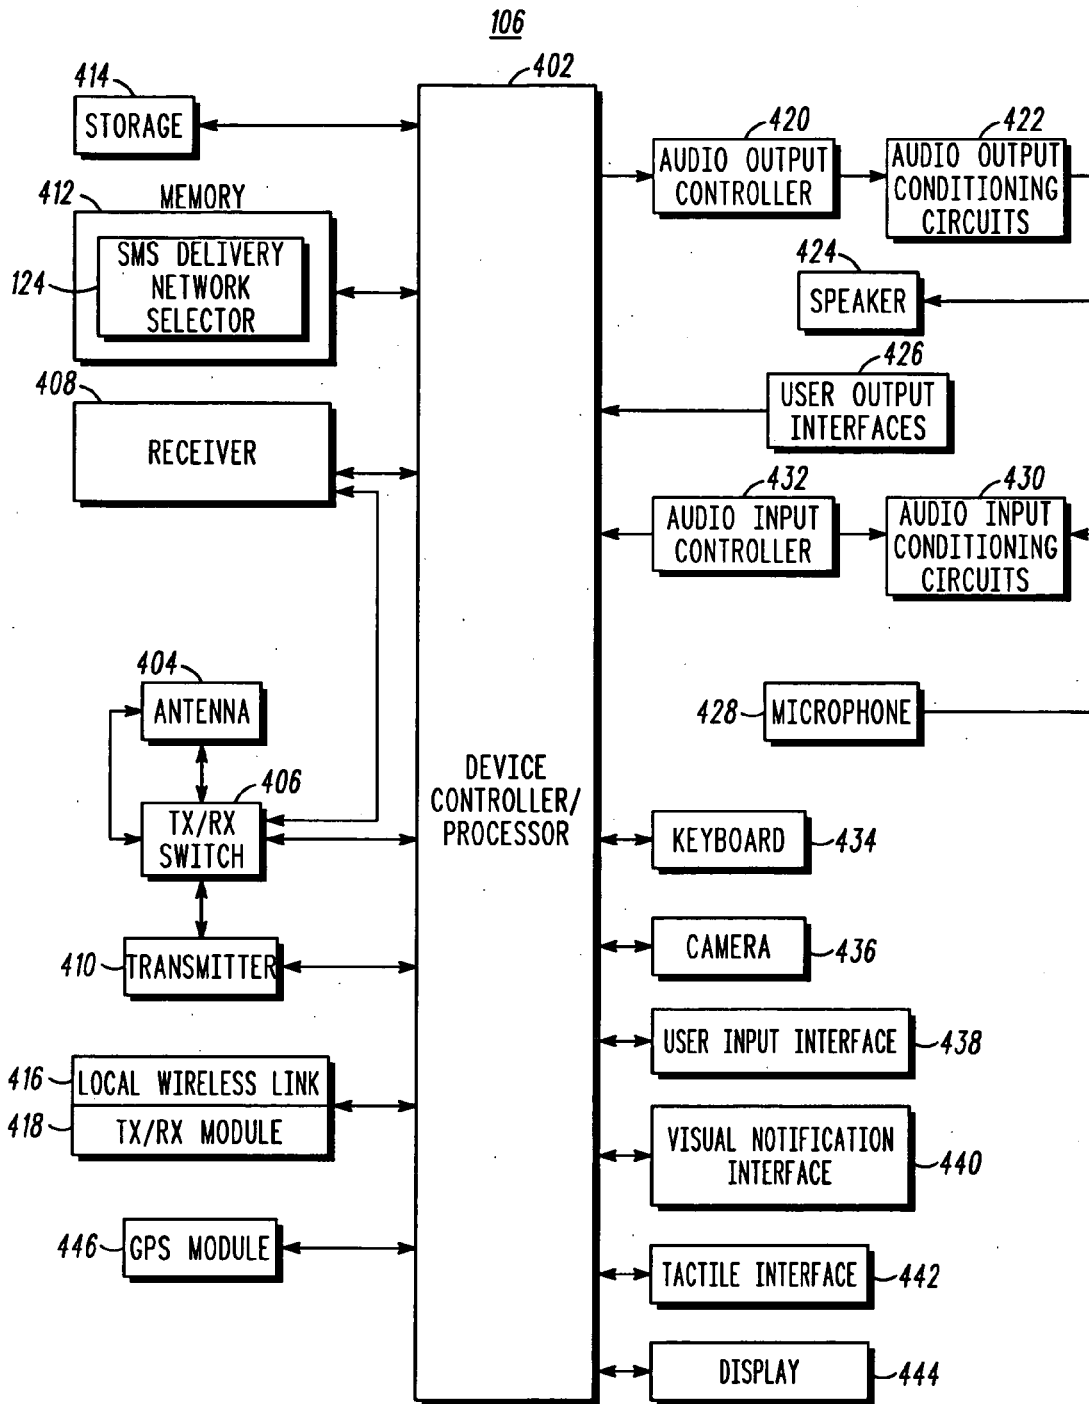 106
402
414
STORAGE
412
MEMORY
124
SMS DELIVERY
NETWORK
SELECTOR
408
RECEIVER
404
ANTENNA
406
TX/RX
SWITCH
410
TRANSMITTER
416
LOCAL WIRELESS LINK
418
TX/RX MODULE
446
GPS MODULE
DEVICE
CONTROLLER/
PROCESSOR
420
AUDIO OUTPUT
CONTROLLER
422
AUDIO OUTPUT
CONDITIONING
CIRCUITS
424
SPEAKER
426
USER OUTPUT
INTERFACES
432
AUDIO INPUT
CONTROLLER
430
AUDIO INPUT
CONDITIONING
CIRCUITS
428
MICROPHONE
KEYBOARD
434
CAMERA
436
USER INPUT INTERFACE
438
VISUAL NOTIFICATION
INTERFACE
440
TACTILE INTERFACE
442
DISPLAY
444